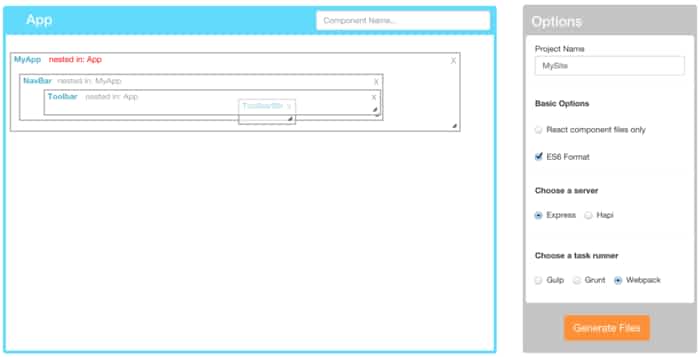 App
Component Name...
MyApp nested in: App X
NavBar nested in: MyApp X
Toolbar nested in: App X
ToolbarBtn x
Options
Project Name
MySite
Basic Options
React component files only
ES6 Format
Choose a server
Express Hapi
Choose a task runner
Gulp Grunt Webpack
Generate Files